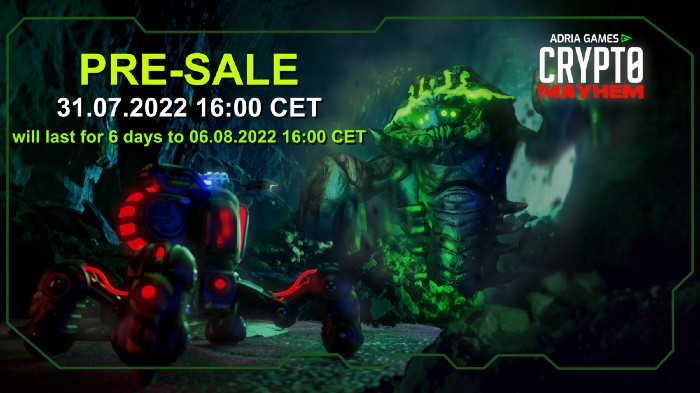 PRE-SALE
31.07.2022 16:00 CET
will last for 6 days to 06.08.2022 16:00 CET
ADRIA GAMES
CRYPTO
MAYHEM